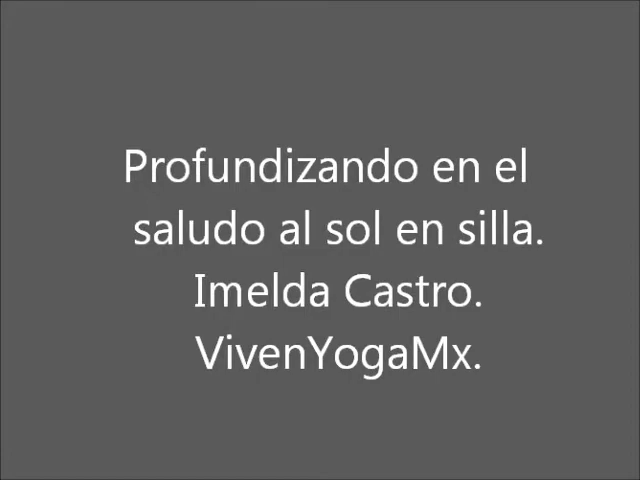 Profundizando en el
saludo al sol en silla.
Imelda Castro.
VivenYogaMx.